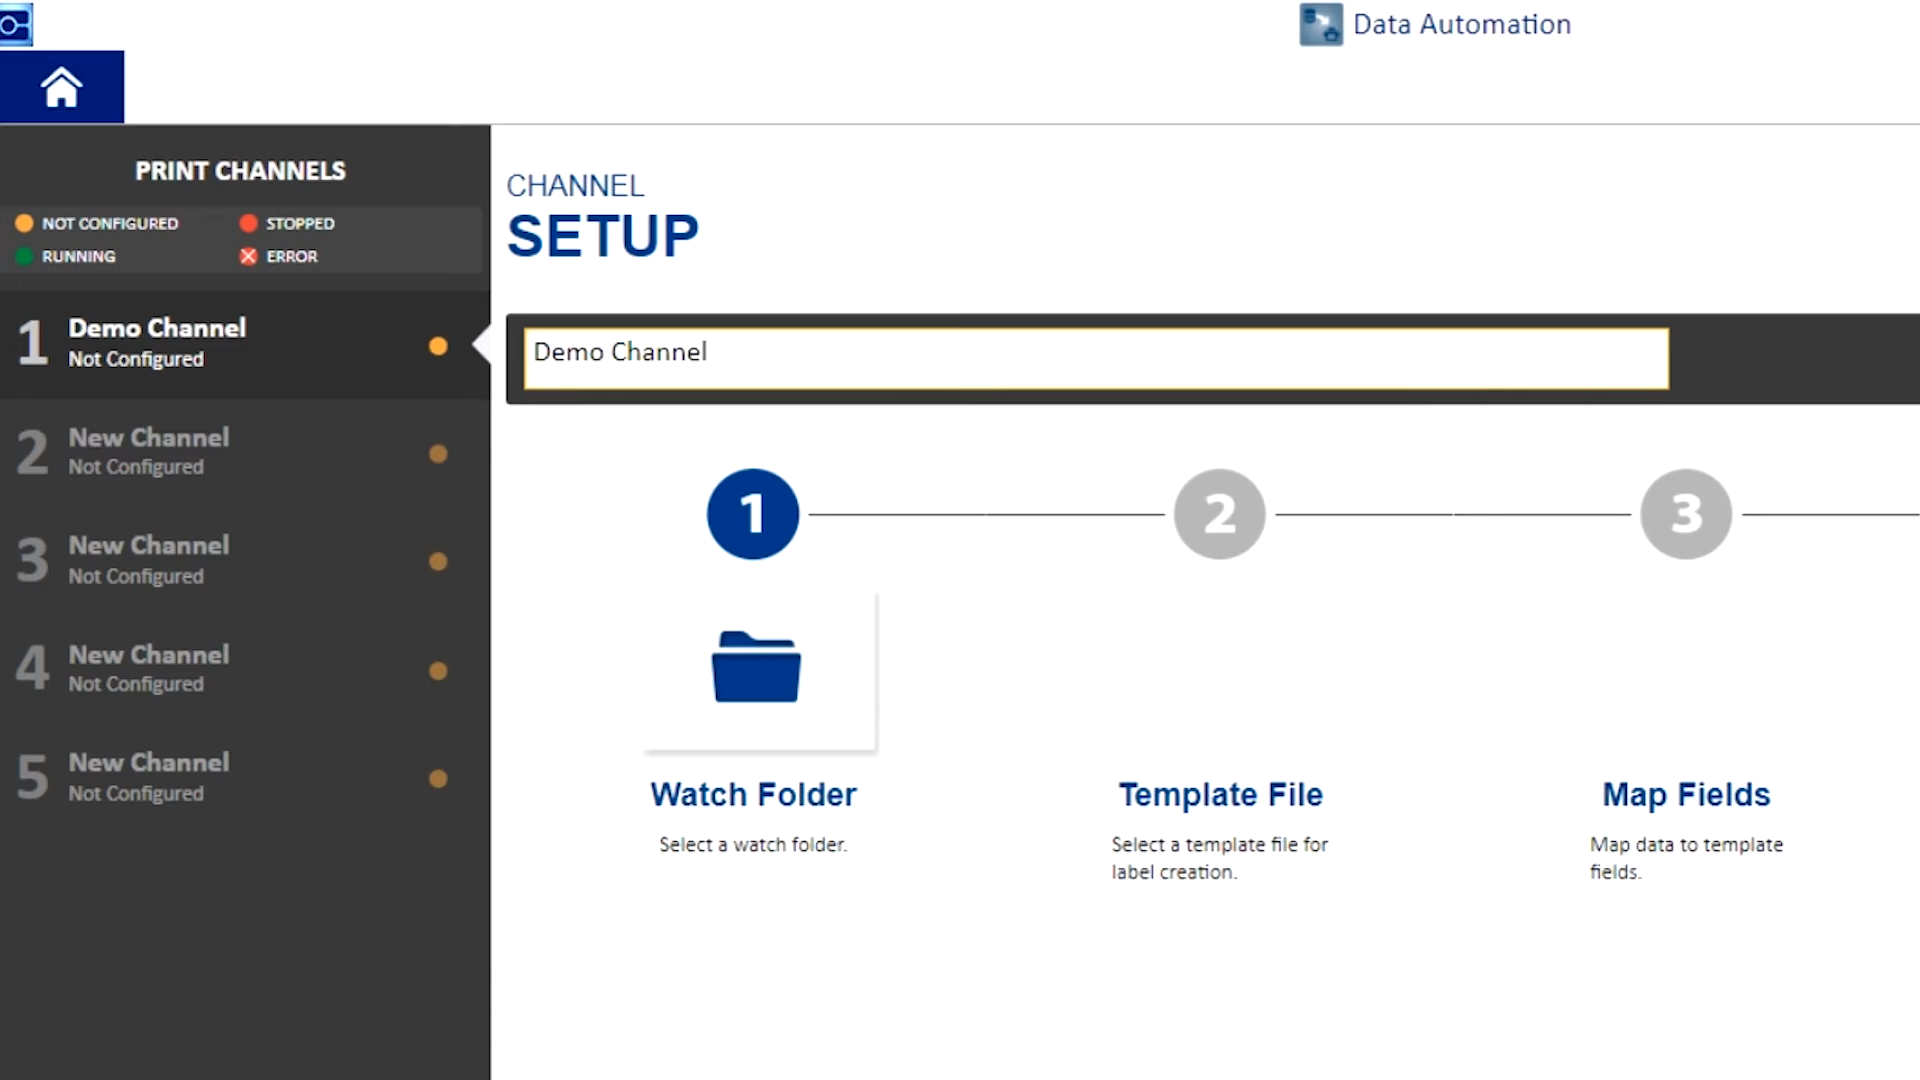 Data Automation
PRINT CHANNELS
NOT CONFIGURED
STOPPED
RUNNING
ERROR
1
Demo Channel
Not Configured
2
New Channel
Not Configured
3
New Channel
Not Configured
4
New Channel
Not Configured
5
New Channel
Not Configured
CHANNEL
SETUP
Demo Channel
1
2
3
Watch Folder
Select a watch folder.
Template File
Select a template file for
label creation.
Map Fields
Map data to template
fields.